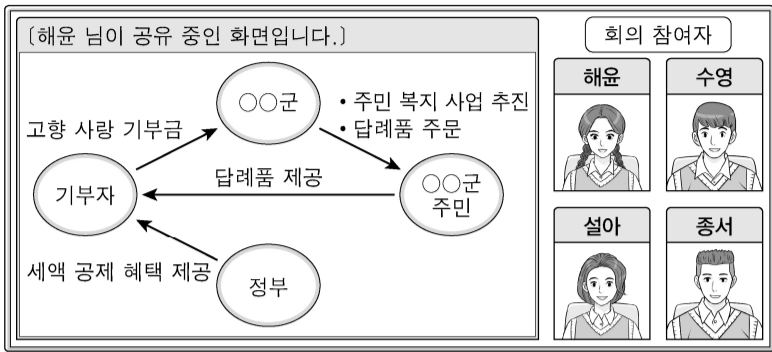 〔해윤 님이 공유 중인 화면입니다.〕
○○군
고향 사랑 기부금
• 주민 복지 사업 추진
• 답례품 주문
답례품 제공
기부자
○○군
주민
세액 공제 혜택 제공
정부
회의 참여자
해윤
수영
설아
종서